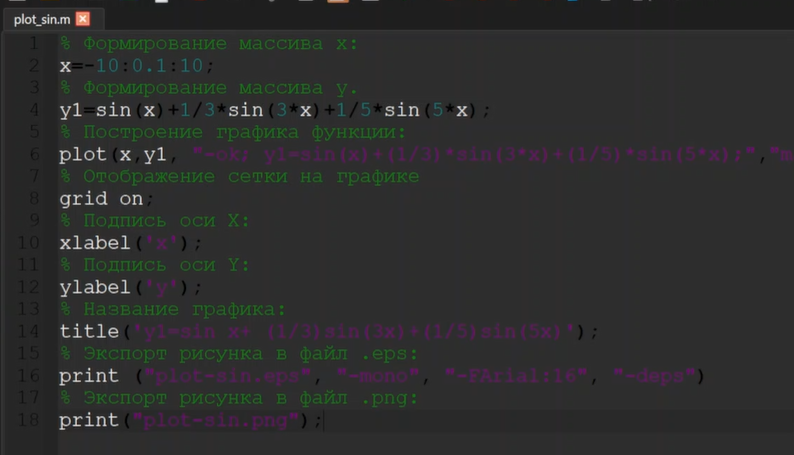 plot_sin.m
1 % Формирование массива x:
2 x=-10:0.1:10;
3 % Формирование массива y.
4 y1=sin(x)+1/3*sin(3*x)+1/5*sin(5*x);
5 % Построение графика функции:
6 plot(x,y1, "-ok; y1=sin(x)+(1/3)*sin(3*x)+(1/5)*sin(5*x);","m
7 % Отображение сетки на графике
8 grid on;
9 % Подпись оси X:
10 xlabel('x');
11 % Подпись оси Y:
12 ylabel('y');
13 % Название графика:
14 title('y1=sin x+ (1/3)sin(3x)+(1/5)sin(5x)');
15 % Экспорт рисунка в файл .eps:
16 print ("plot-sin.eps", "-mono", "-FArial:16", "-deps")
17 % Экспорт рисунка в файл .png:
18 print("plot-sin.png");